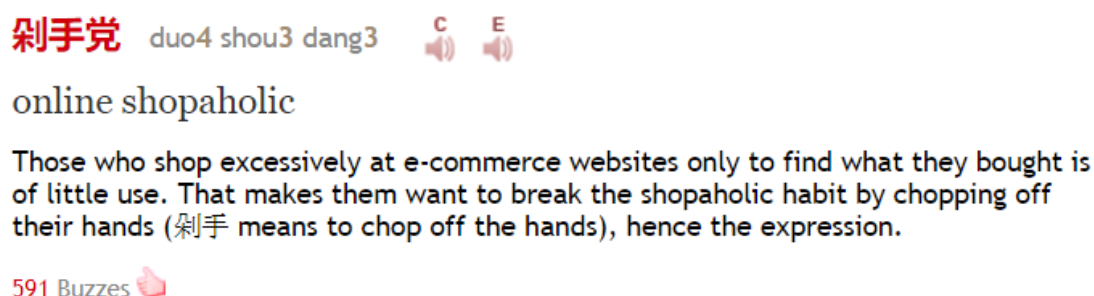 剁手党 duo4 shou3 dang3 C E
online shopaholic
Those who shop excessively at e-commerce websites only to find what they bought is
of little use. That makes them want to break the shopaholic habit by chopping off
their hands (剁手 means to chop off the hands), hence the expression.
591 Buzzes